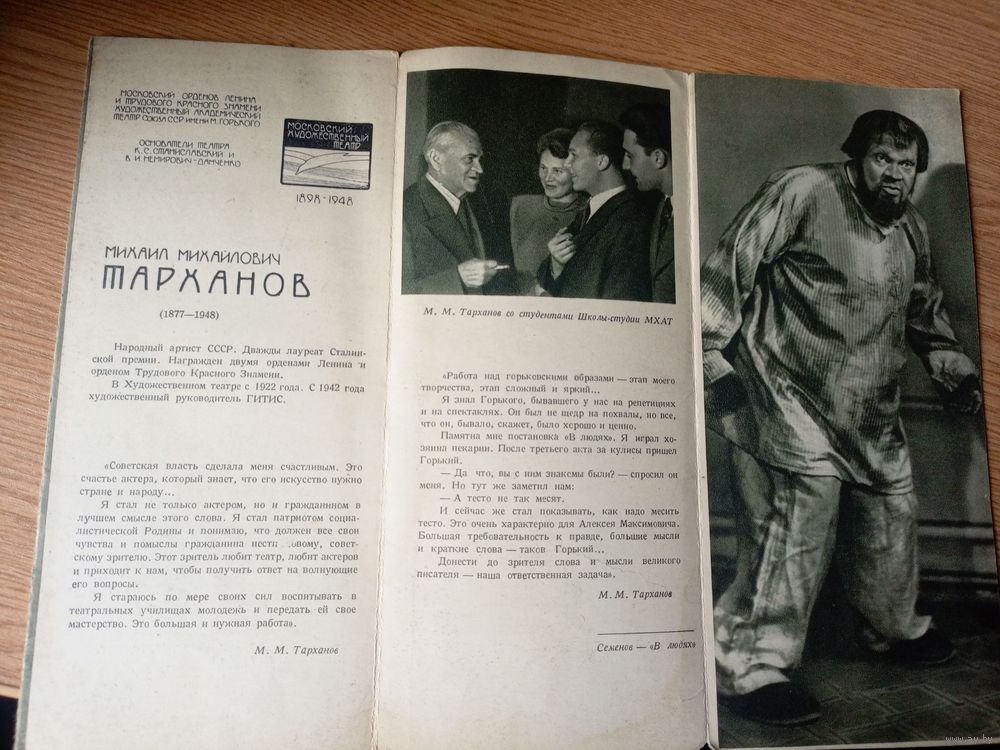 МОСКОВСКИЙ ОРДЕНОВ ЛЕНИНА
И ТРУДОВОГО КРАСНОГО ЗНАМЕНИ
ХУДОЖЕСТВЕННЫЙ АКАДЕМИЧЕСКИЙ
ТЕАТР СОЮЗА ССР ИМЕНИ М. ГОРЬКОГО
ОСНОВАТЕЛИ ТЕАТРА
К. С. СТАНИСЛАВСКИЙ И
В. И. НЕМИРОВИЧ-ДАНЧЕНКО
МОСКОВСКИЙ
ХУДОЖЕСТВЕННЫЙ
ТЕАТР
1898-1948
МИХАИЛ МИХАЙЛОВИЧ
ТАРХАНОВ
(1877—1948)
Народный артист СССР. Дважды лауреат Сталин-
ской премии. Награжден двумя орденами Ленина и
орденом Трудового Красного Знамени.
В Художественном театре с 1922 года. С 1942 года
художественный руководитель ГИТИС.
«Советская власть сделала меня счастливым. Это
счастье актера, который знает, что его искусство нужно
стране и народу...
Я стал не только актером, но и гражданином в
лучшем смысле этого слова. Я стал патриотом социа-
листической Родины и понимаю, что должен все свои
чувства и помыслы гражданина нести овому, совет-
скому зрителю. Этот зритель любит театр, любит актеров
и приходит к нам, чтобы получить ответ на волнующие
его вопросы.
Я стараюсь по мере своих сил воспитывать в
театральных училищах молодежь и передать ей свое
мастерство. Это большая и нужная работа».
М. М. Тарханов
М. М. Тарханов со студентами Школы-студии МХАТ
«Работа над горьковскими образами — этап моего
творчества, этап сложный и яркий...
Я знал Горького, бывавшего у нас на репетициях
и на спектаклях. Он был не щедр на похвалы, но все,
что он, бывало, скажет, было хорошо и ценно.
Памятна мне постановка «В людях». Я играл хо-
зяина пекарни. После третьего акта за кулисы пришел
Горький.
— Да что, вы с ним знакомы были? — спросил он
меня. Но тут же заметил нам:
— А тесто не так месят.
И сейчас же стал показывать, как надо месить
тесто. Это очень характерно для Алексея Максимовича.
Большая требовательность к правде, большие мысли
и краткие слова — таков Горький...
Донести до зрителя слова и мысли великого
писателя — наша ответственная задача».
М. М. Тарханов
Семенов — «В людях»
www.ay.by